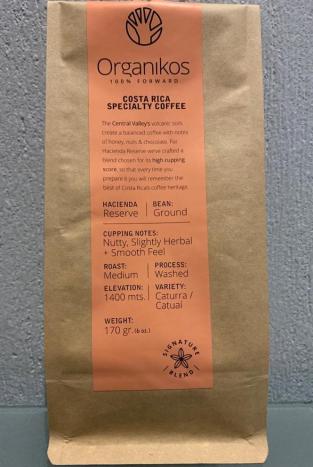 Organikos
100% FORWARD
COSTA RICA
SPECIALTY COFFEE
The Central Valley's volcanic soils
create a balanced coffee with notes
of honey, nuts & chocolate. For
Hacienda Reserve we've crafted a
blend chosen for its high cupping
score, so that every time you
prepare it you will remember the
best of Costa Rica's coffee heritage.
HACIENDA
Reserve
BEAN:
Ground
CUPPING NOTES:
Nutty, Slightly Herbal
+ Smooth Feel
ROAST:
Medium
PROCESS:
Washed
ELEVATION:
1400 mts.
VARIETY:
Caturra /
Catuai
WEIGHT:
170 gr. (6 oz.)
SIGNATURE
BLEND